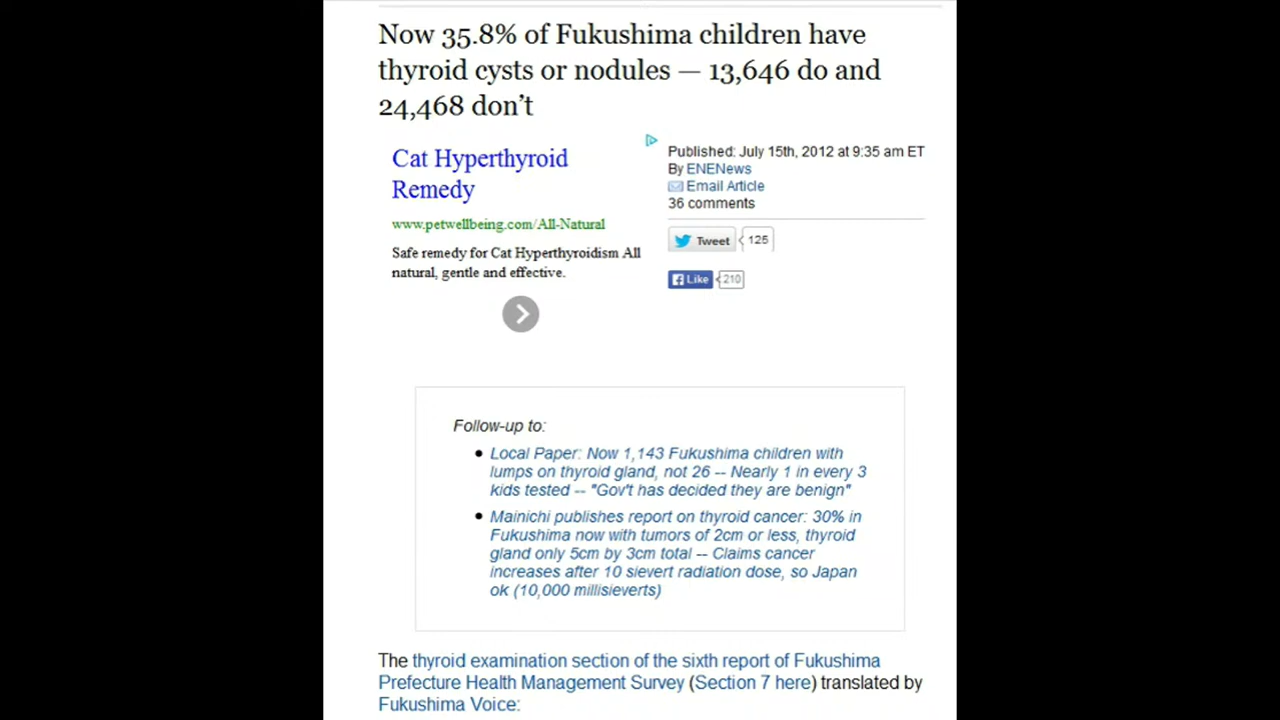 Now 35.8% of Fukushima children have
thyroid cysts or nodules — 13,646 do and
24,468 don't
Cat Hyperthyroid
Remedy
www.petwellbeing.com/All-Natural
Safe remedy for Cat Hyperthyroidism All
natural, gentle and effective.
Published: July 15th, 2012 at 9:35 am ET
By ENENews
Email Article
36 comments
Tweet 125
Like 210
Follow-up to:
• Local Paper: Now 1,143 Fukushima children with
lumps on thyroid gland, not 26 -- Nearly 1 in every 3
kids tested -- "Gov't has decided they are benign"
• Mainichi publishes report on thyroid cancer: 30% in
Fukushima now with tumors of 2cm or less, thyroid
gland only 5cm by 3cm total -- Claims cancer
increases after 10 sievert radiation dose, so Japan
ok (10,000 millisieverts)
The thyroid examination section of the sixth report of Fukushima
Prefecture Health Management Survey (Section 7 here) translated by
Fukushima Voice: